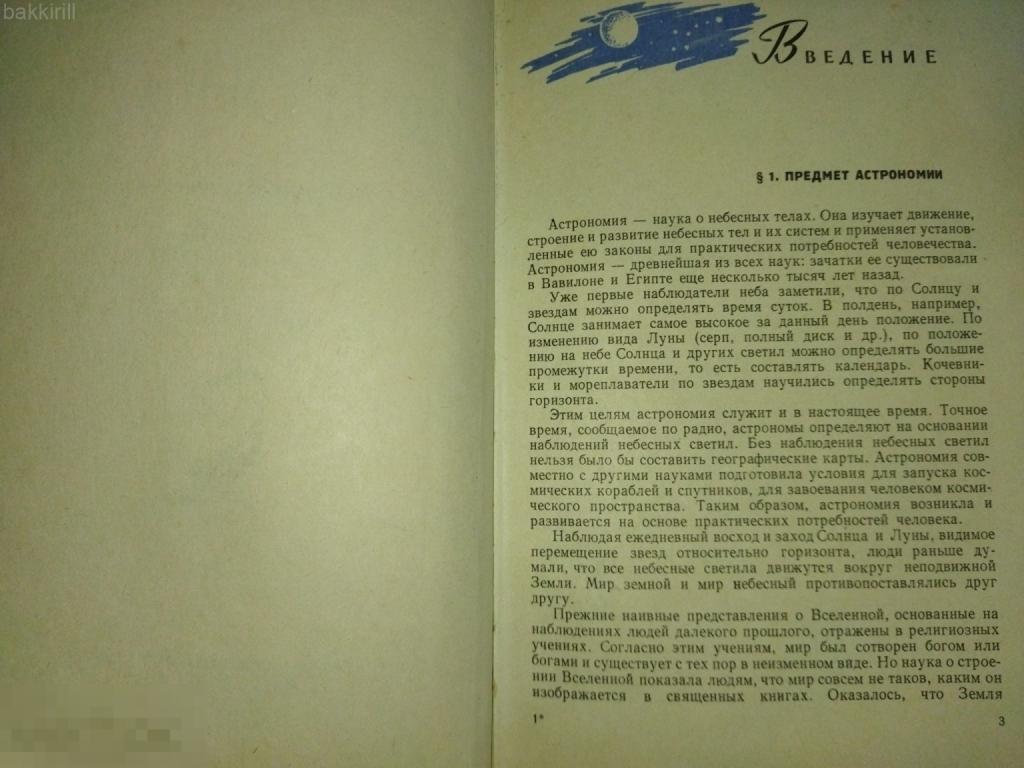 bakkirill
Введение
§ 1. ПРЕДМЕТ АСТРОНОМИИ
Астрономия — наука о небесных телах. Она изучает движение,
строение и развитие небесных тел и их систем и применяет установ-
ленные ею законы для практических потребностей человечества.
Астрономия — древнейшая из всех наук: зачатки ее существовали
в Вавилоне и Египте еще несколько тысяч лет назад.
Уже первые наблюдатели неба заметили, что по Солнцу и
звездам можно определять время суток. В полдень, например,
Солнце занимает самое высокое за данный день положение. По
изменению вида Луны (серп, полный диск и др.), по положе-
нию на небе Солнца и других светил можно определять большие
промежутки времени, то есть составлять календарь. Кочевни-
ки и мореплаватели по звездам научились определять стороны
горизонта.
Этим целям астрономия служит и в настоящее время. Точное
время, сообщаемое по радио, астрономы определяют на основании
наблюдений небесных светил. Без наблюдения небесных светил
нельзя было бы составить географические карты. Астрономия сов-
местно с другими науками подготовила условия для запуска кос-
мических кораблей и спутников, для завоевания человеком косми-
ческого пространства. Таким образом, астрономия возникла и
развивается на основе практических потребностей человека.
Наблюдая ежедневный восход и заход Солнца и Луны, видимое
перемещение звезд относительно горизонта, люди раньше ду-
мали, что все небесные светила движутся вокруг неподвижной
Земли. Мир земной и мир небесный противопоставлялись друг
другу.
Прежние наивные представления о Вселенной, основанные на
наблюдениях людей далекого прошлого, отражены в религиозных
учениях. Согласно этим учениям, мир был сотворен богом или
богами и существует с тех пор в неизменном виде. Но наука о строе-
нии Вселенной показала людям, что мир совсем не таков, каким он
изображается в священных книгах. Оказалось, что Земля
1*
3